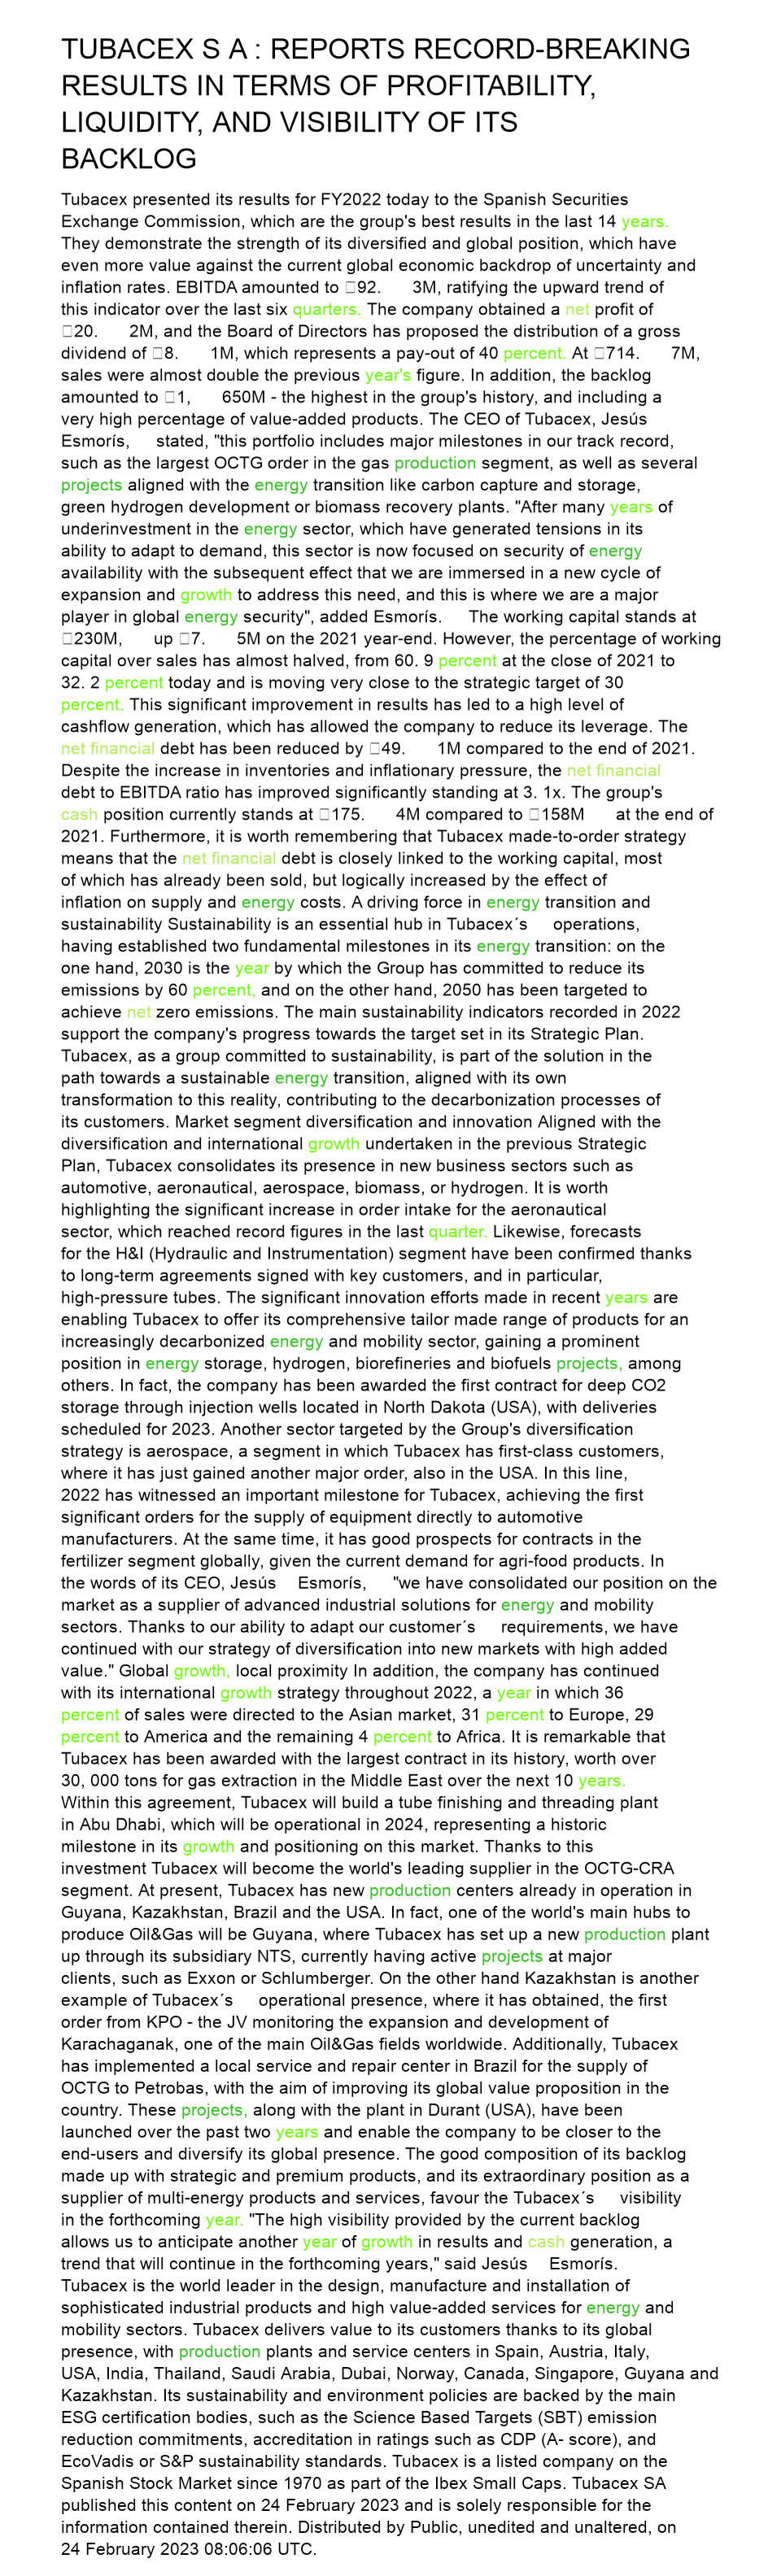 TUBACEX S A : REPORTS RECORD-BREAKING
RESULTS IN TERMS OF PROFITABILITY,
LIQUIDITY, AND VISIBILITY OF ITS
BACKLOG
Tubacex presented its results for FY2022 today to the Spanish Securities
Exchange Commission, which are the group's best results in the last 14 years.
They demonstrate the strength of its diversified and global position, which have
even more value against the current global economic backdrop of uncertainty and
inflation rates. EBITDA amounted to □92. 3M, ratifying the upward trend of
this indicator over the last six quarters. The company obtained a net profit of
□20. 2M, and the Board of Directors has proposed the distribution of a gross
dividend of □8. 1M, which represents a pay-out of 40 percent. At □714. 7M,
sales were almost double the previous year's figure. In addition, the backlog
amounted to □1, 650M - the highest in the group's history, and including a
very high percentage of value-added products. The CEO of Tubacex, Jesús
Esmorís, stated, "this portfolio includes major milestones in our track record,
such as the largest OCTG order in the gas production segment, as well as several
projects aligned with the energy transition like carbon capture and storage,
green hydrogen development or biomass recovery plants. "After many years of
underinvestment in the energy sector, which have generated tensions in its
ability to adapt to demand, this sector is now focused on security of energy
availability with the subsequent effect that we are immersed in a new cycle of
expansion and growth to address this need, and this is where we are a major
player in global energy security", added Esmorís. The working capital stands at
□230M, up □7. 5M on the 2021 year-end. However, the percentage of working
capital over sales has almost halved, from 60. 9 percent at the close of 2021 to
32. 2 percent today and is moving very close to the strategic target of 30
percent. This significant improvement in results has led to a high level of
cashflow generation, which has allowed the company to reduce its leverage. The
net financial debt has been reduced by □49. 1M compared to the end of 2021.
Despite the increase in inventories and inflationary pressure, the net financial
debt to EBITDA ratio has improved significantly standing at 3. 1x. The group's
cash position currently stands at □175. 4M compared to □158M at the end of
2021. Furthermore, it is worth remembering that Tubacex made-to-order strategy
means that the net financial debt is closely linked to the working capital, most
of which has already been sold, but logically increased by the effect of
inflation on supply and energy costs. A driving force in energy transition and
sustainability Sustainability is an essential hub in Tubacex´s operations,
having established two fundamental milestones in its energy transition: on the
one hand, 2030 is the year by which the Group has committed to reduce its
emissions by 60 percent, and on the other hand, 2050 has been targeted to
achieve net zero emissions. The main sustainability indicators recorded in 2022
support the company's progress towards the target set in its Strategic Plan.
Tubacex, as a group committed to sustainability, is part of the solution in the
path towards a sustainable energy transition, aligned with its own
transformation to this reality, contributing to the decarbonization processes of
its customers. Market segment diversification and innovation Aligned with the
diversification and international growth undertaken in the previous Strategic
Plan, Tubacex consolidates its presence in new business sectors such as
automotive, aeronautical, aerospace, biomass, or hydrogen. It is worth
highlighting the significant increase in order intake for the aeronautical
sector, which reached record figures in the last quarter. Likewise, forecasts
for the H&I (Hydraulic and Instrumentation) segment have been confirmed thanks
to long-term agreements signed with key customers, and in particular,
high-pressure tubes. The significant innovation efforts made in recent years are
enabling Tubacex to offer its comprehensive tailor made range of products for an
increasingly decarbonized energy and mobility sector, gaining a prominent
position in energy storage, hydrogen, biorefineries and biofuels projects, among
others. In fact, the company has been awarded the first contract for deep CO2
storage through injection wells located in North Dakota (USA), with deliveries
scheduled for 2023. Another sector targeted by the Group's diversification
strategy is aerospace, a segment in which Tubacex has first-class customers,
where it has just gained another major order, also in the USA. In this line,
2022 has witnessed an important milestone for Tubacex, achieving the first
significant orders for the supply of equipment directly to automotive
manufacturers. At the same time, it has good prospects for contracts in the
fertilizer segment globally, given the current demand for agri-food products. In
the words of its CEO, Jesús Esmorís, "we have consolidated our position on the
market as a supplier of advanced industrial solutions for energy and mobility
sectors. Thanks to our ability to adapt our customer´s requirements, we have
continued with our strategy of diversification into new markets with high added
value." Global growth, local proximity In addition, the company has continued
with its international growth strategy throughout 2022, a year in which 36
percent of sales were directed to the Asian market, 31 percent to Europe, 29
percent to America and the remaining 4 percent to Africa. It is remarkable that
Tubacex has been awarded with the largest contract in its history, worth over
30, 000 tons for gas extraction in the Middle East over the next 10 years.
Within this agreement, Tubacex will build a tube finishing and threading plant
in Abu Dhabi, which will be operational in 2024, representing a historic
milestone in its growth and positioning on this market. Thanks to this
investment Tubacex will become the world's leading supplier in the OCTG-CRA
segment. At present, Tubacex has new production centers already in operation in
Guyana, Kazakhstan, Brazil and the USA. In fact, one of the world's main hubs to
produce Oil&Gas will be Guyana, where Tubacex has set up a new production plant
up through its subsidiary NTS, currently having active projects at major
clients, such as Exxon or Schlumberger. On the other hand Kazakhstan is another
example of Tubacex´s operational presence, where it has obtained, the first
order from KPO - the JV monitoring the expansion and development of
Karachaganak, one of the main Oil&Gas fields worldwide. Additionally, Tubacex
has implemented a local service and repair center in Brazil for the supply of
OCTG to Petrobas, with the aim of improving its global value proposition in the
country. These projects, along with the plant in Durant (USA), have been
launched over the past two years and enable the company to be closer to the
end-users and diversify its global presence. The good composition of its backlog
made up with strategic and premium products, and its extraordinary position as a
supplier of multi-energy products and services, favour the Tubacex´s visibility
in the forthcoming year. "The high visibility provided by the current backlog
allows us to anticipate another year of growth in results and cash generation, a
trend that will continue in the forthcoming years," said Jesús Esmorís.
Tubacex is the world leader in the design, manufacture and installation of
sophisticated industrial products and high value-added services for energy and
mobility sectors. Tubacex delivers value to its customers thanks to its global
presence, with production plants and service centers in Spain, Austria, Italy,
USA, India, Thailand, Saudi Arabia, Dubai, Norway, Canada, Singapore, Guyana and
Kazakhstan. Its sustainability and environment policies are backed by the main
ESG certification bodies, such as the Science Based Targets (SBT) emission
reduction commitments, accreditation in ratings such as CDP (A- score), and
EcoVadis or S&P sustainability standards. Tubacex is a listed company on the
Spanish Stock Market since 1970 as part of the Ibex Small Caps. Tubacex SA
published this content on 24 February 2023 and is solely responsible for the
information contained therein. Distributed by Public, unedited and unaltered, on
24 February 2023 08:06:06 UTC.